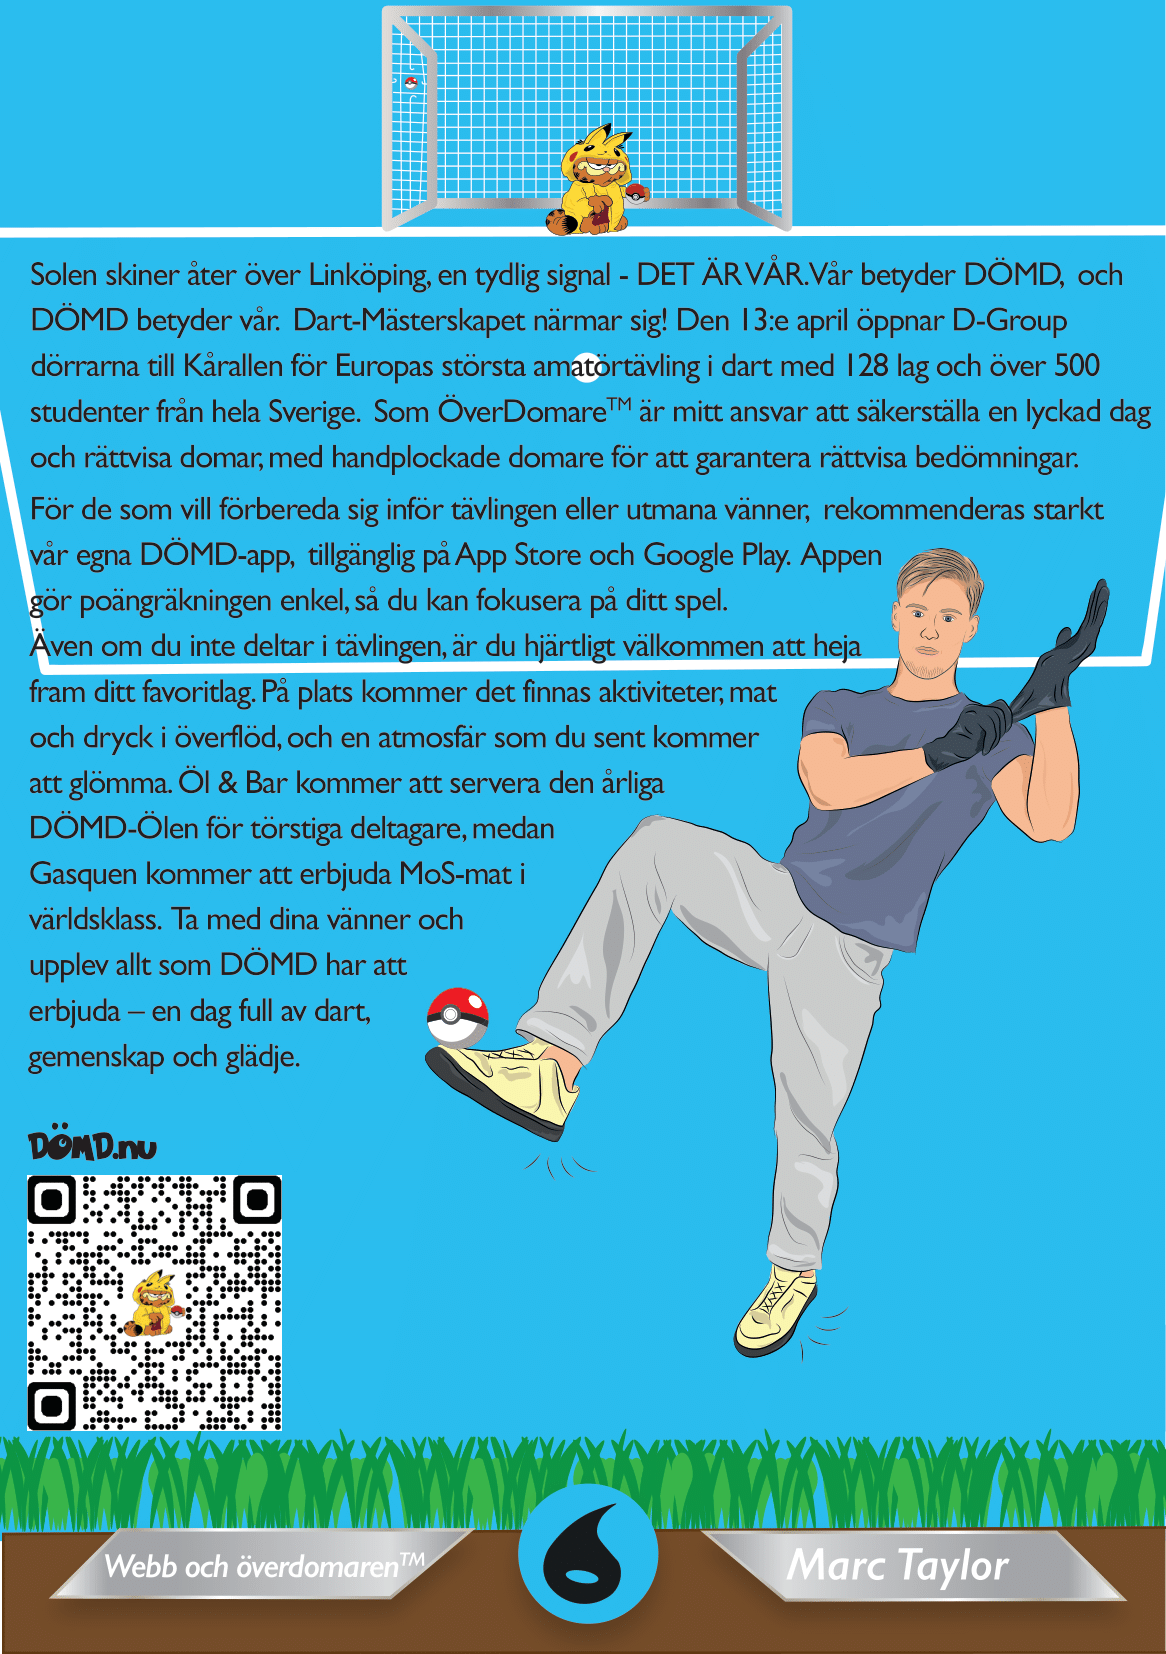 Solen skiner åter över Linköping, en tydlig signal - DET ÄR VÅR. Vår betyder DÖMD, och
DÖMD betyder vår. Dart-Mästerskapet närmar sig! Den 13:e april öppnar D-Group
dörrarna till Kårallen för Europas största amatörtävling i dart med 128 lag och över 500
studenter från hela Sverige. Som ÖverDomare™ är mitt ansvar att säkerställa en lyckad dag
och rättvisa domar, med handplockade domare för att garantera rättvisa bedömningar.
För de som vill förbereda sig inför tävlingen eller utmana vänner, rekommenderas starkt
vår egna DÖMD-app, tillgänglig på App Store och Google Play. Appen
gör poängräkningen enkel, så du kan fokusera på ditt spel.
Även om du inte deltar i tävlingen, är du hjärtligt välkommen att heja
fram ditt favoritlag. På plats kommer det finnas aktiviteter, mat
och dryck i överflöd, och en atmosfär som du sent kommer
att glömma. Öl & Bar kommer att servera den årliga
DÖMD-Ölen för törstiga deltagare, medan
Gasquen kommer att erbjuda MoS-mat i
världsklass. Ta med dina vänner och
upplev allt som DÖMD har att
erbjuda – en dag full av dart,
gemenskap och glädje.
DÖMD.nu
Webb och överdomaren™
Marc Taylor